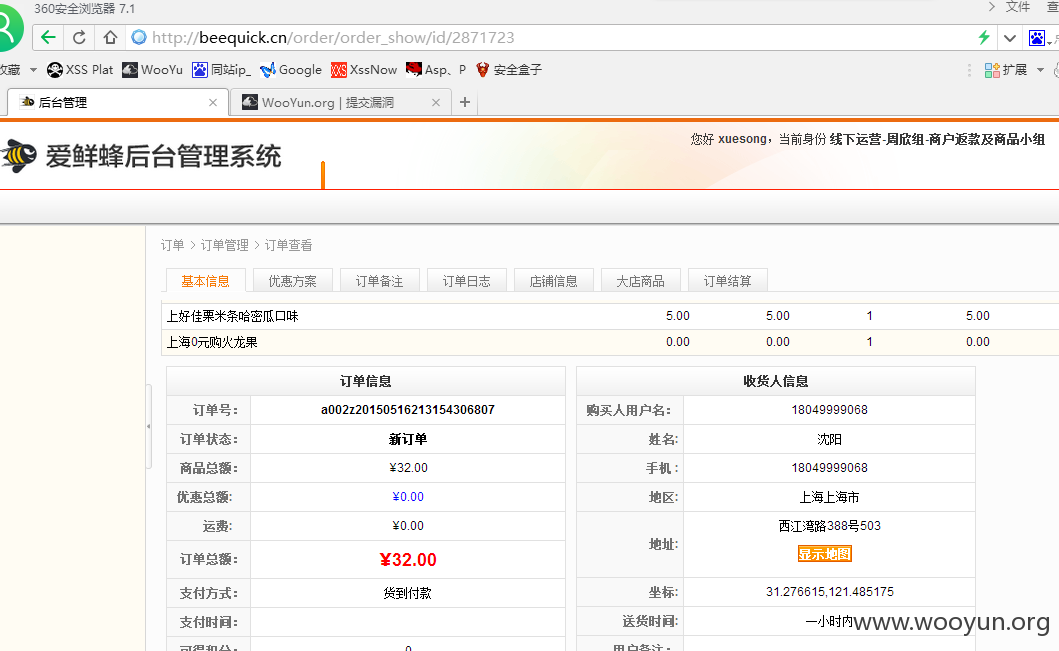 360安全浏览器 7.1
文件 查
http://beequick.cn/order/order_show/id/2871723
收藏 XSS Plat WooYu 同站ip_ Google XssNow Asp、P 安全盒子 扩展
后台管理 WooYun.org | 提交漏洞
爱鲜蜂后台管理系统
您好 xuesong，当前身份 线下运营-周欣组-商户返款及商品小组
订单 > 订单管理 > 订单查看
基本信息 优惠方案 订单备注 订单日志 店铺信息 大店商品 订单结算
上好佳栗米条哈密瓜口味 5.00 5.00 1 5.00
上海0元购火龙果 0.00 0.00 1 0.00
订单信息
订单号： a002z20150516213154306807
订单状态： 新订单
商品总额： ¥32.00
优惠总额: ¥0.00
运费: ¥0.00
订单总额： ¥32.00
支付方式： 货到付款
支付时间：
可得积分： 0
收货人信息
购买人用户名： 18049999068
姓名: 沈阳
手机 : 18049999068
地区: 上海上海市
地址: 西江湾路388号503
显示地图
坐标: 31.276615,121.485175
送货时间: 一小时内
用户备注：
www.wooyun.org